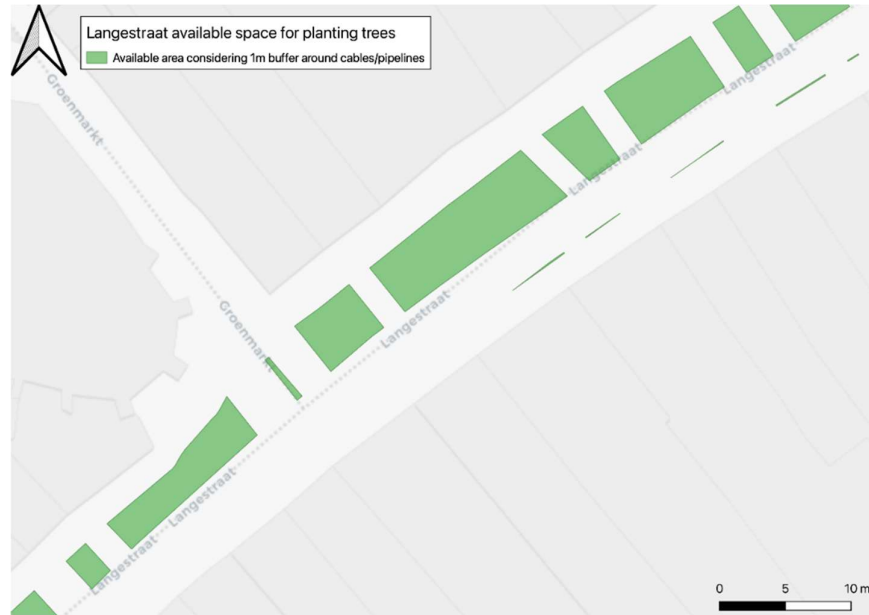 Langestraat available space for planting trees
Available area considering 1m buffer around cables/pipelines
Groenmarkt
Langestraat
Langestraat
Groenmarkt
Langestraat
Langestraat
Langestraat
0 5 10 m